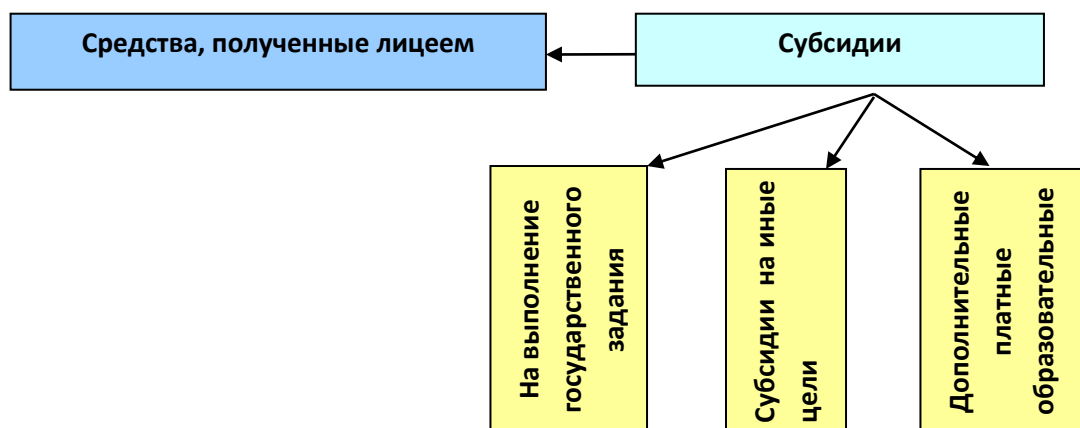 Средства, полученные лицеем
Субсидии
На выполнение
государственного
задания
Субсидии на иные
цели
Дополнительные
платные
образовательные